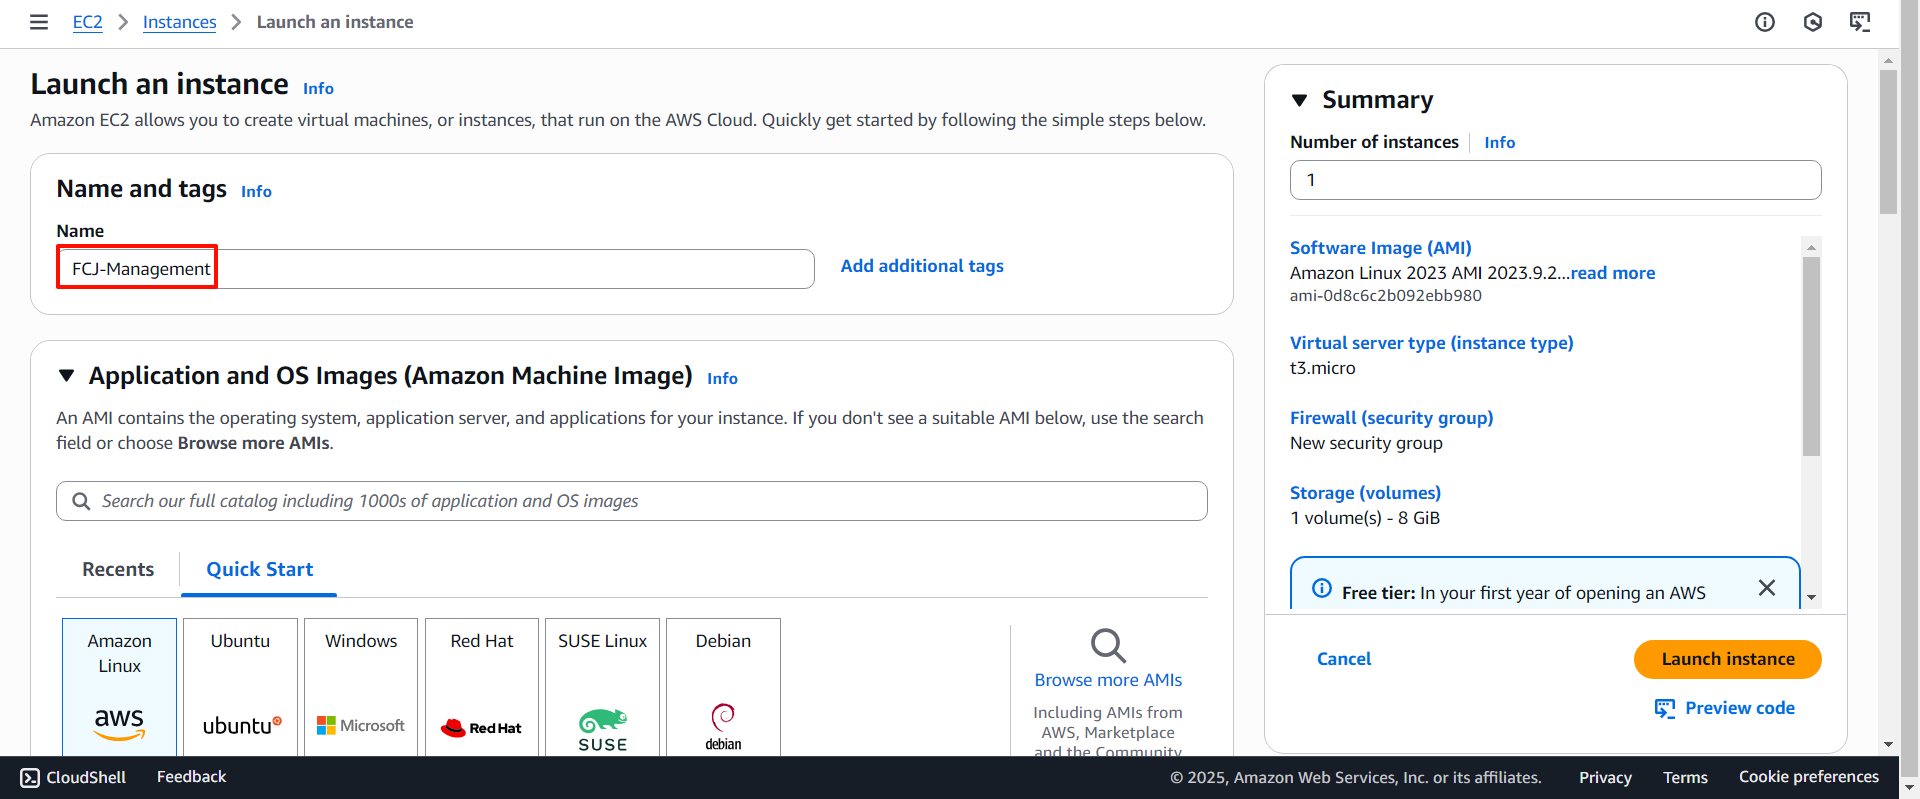 EC2 > Instances > Launch an instance
Launch an instance Info
Amazon EC2 allows you to create virtual machines, or instances, that run on the AWS Cloud. Quickly get started by following the simple steps below.
Name and tags Info
Name
FCJ-Management
Add additional tags
Application and OS Images (Amazon Machine Image) Info
An AMI contains the operating system, application server, and applications for your instance. If you don't see a suitable AMI below, use the search
field or choose Browse more AMIs.
Search our full catalog including 1000s of application and OS images
Recents
Quick Start
Amazon
Linux
aws
Ubuntu
ubuntu
Windows
Microsoft
Red Hat
Red Hat
SUSE Linux
SUSE
Debian
debian
Browse more AMIs
Including AMIs from
AWS, Marketplace
and the Community
Summary
Number of instances Info
1
Software Image (AMI)
Amazon Linux 2023 AMI 2023.9.2...read more
ami-0d8c6c2b092ebb980
Virtual server type (instance type)
t3.micro
Firewall (security group)
New security group
Storage (volumes)
1 volume(s) - 8 GiB
Free tier: In your first year of opening an AWS
Cancel
Launch instance
Preview code
CloudShell
Feedback
© 2025, Amazon Web Services, Inc. or its affiliates.
Privacy
Terms
Cookie preferences